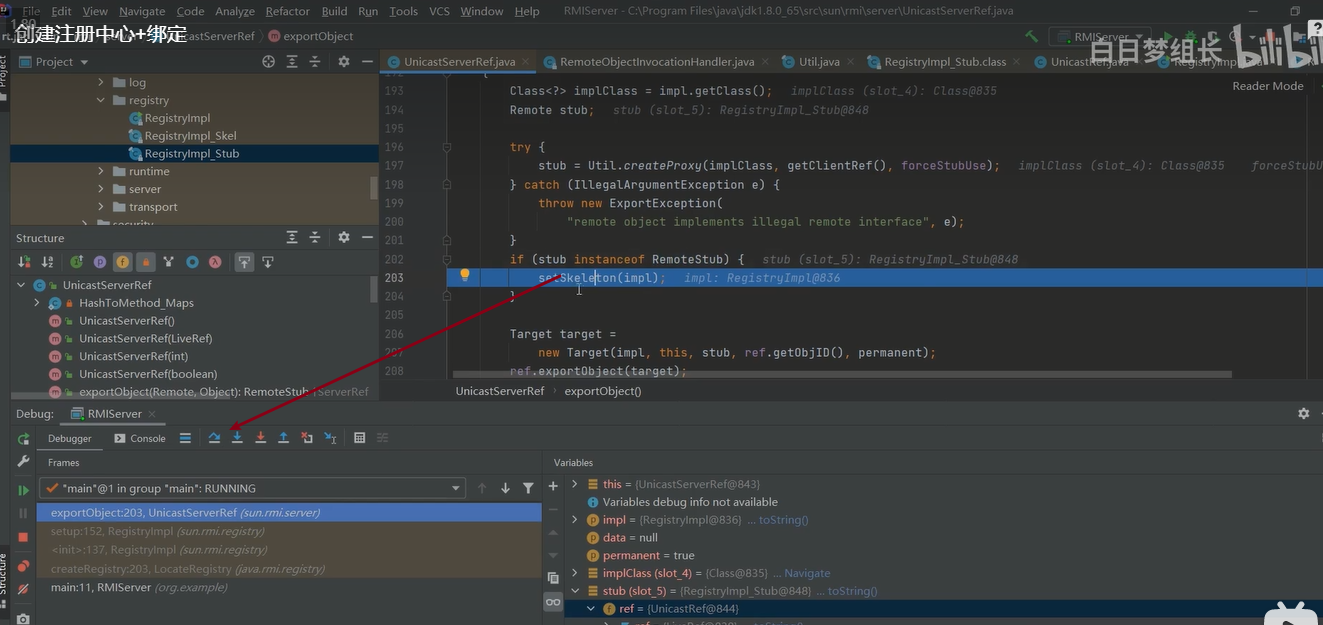 File Edit View Navigate Code Analyze Refactor Build Run Tools VCS Window Help RMIServer - C:\Program Files\java\jdk1.8.0_65\src\sun\rmi\server\UnicastServerRef.java
1.80
创建注册中心+绑定
UnicastServerRef exportObject RMIServer
白日梦组长 bilibili
Project UnicastServerRef.java RemoteObjectInvocationHandler.java Util.java RegistryImpl_Stub.class UnicastRef.java RegistryImpl.java
Reader Mode
log
registry
RegistryImpl
RegistryImpl_Skel
RegistryImpl_Stub
runtime
server
transport
security
Structure
UnicastServerRef
HashToMethod_Maps
UnicastServerRef()
UnicastServerRef(LiveRef)
UnicastServerRef(int)
UnicastServerRef(boolean)
exportObject(Remote, Object): RemoteStub ↑ServerRef
192 {
193 Class<?> implClass = impl.getClass(); implClass (slot_4): Class@835
194 Remote stub; stub (slot_5): RegistryImpl_Stub@848
195
196 try {
197 stub = Util.createProxy(implClass, getClientRef(), forceStubUse); implClass (slot_4): Class@835 forceStubU
198 } catch (IllegalArgumentException e) {
199 throw new ExportException(
200 "remote object implements illegal remote interface", e);
201 }
202 if (stub instanceof RemoteStub) { stub (slot_5): RegistryImpl_Stub@848
203 setSkeleton(impl); impl: RegistryImpl@836
204 }
205
206 Target target =
207 new Target(impl, this, stub, ref.getObjID(), permanent);
208 ref.exportObject(target);
UnicastServerRef › exportObject()
Debug: RMIServer
Debugger Console
Frames
"main"@1 in group "main": RUNNING
exportObject:203, UnicastServerRef (sun.rmi.server)
setup:152, RegistryImpl (sun.rmi.registry)
<init>:137, RegistryImpl (sun.rmi.registry)
createRegistry:203, LocateRegistry (java.rmi.registry)
main:11, RMIServer (org.example)
Variables
this = {UnicastServerRef@843}
Variables debug info not available
impl = {RegistryImpl@836} ... toString()
data = null
permanent = true
implClass (slot_4) = {Class@835} ... Navigate
stub (slot_5) = {RegistryImpl_Stub@848} ... toString()
ref = {UnicastRef@844}
Project
Structure